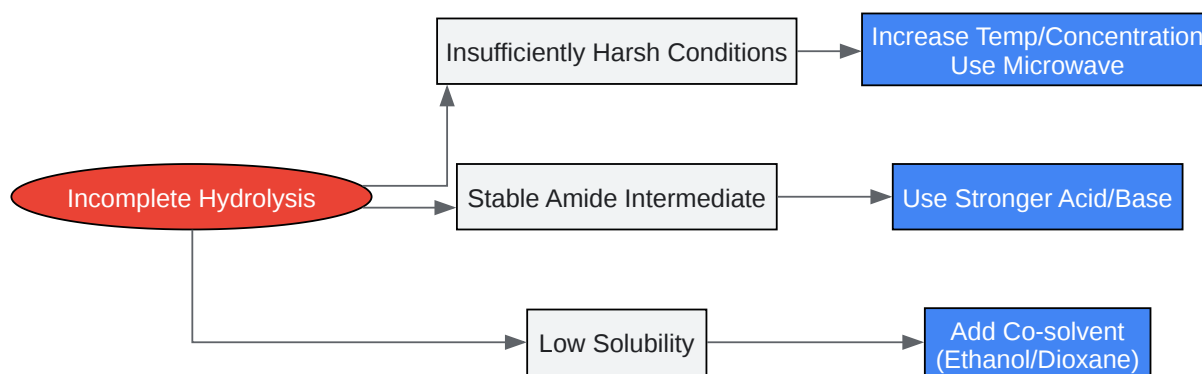 Insufficiently Harsh Conditions
Increase Temp/Concentration
Use Microwave
Incomplete Hydrolysis
Stable Amide Intermediate
Use Stronger Acid/Base
Low Solubility
Add Co-solvent
(Ethanol/Dioxane)